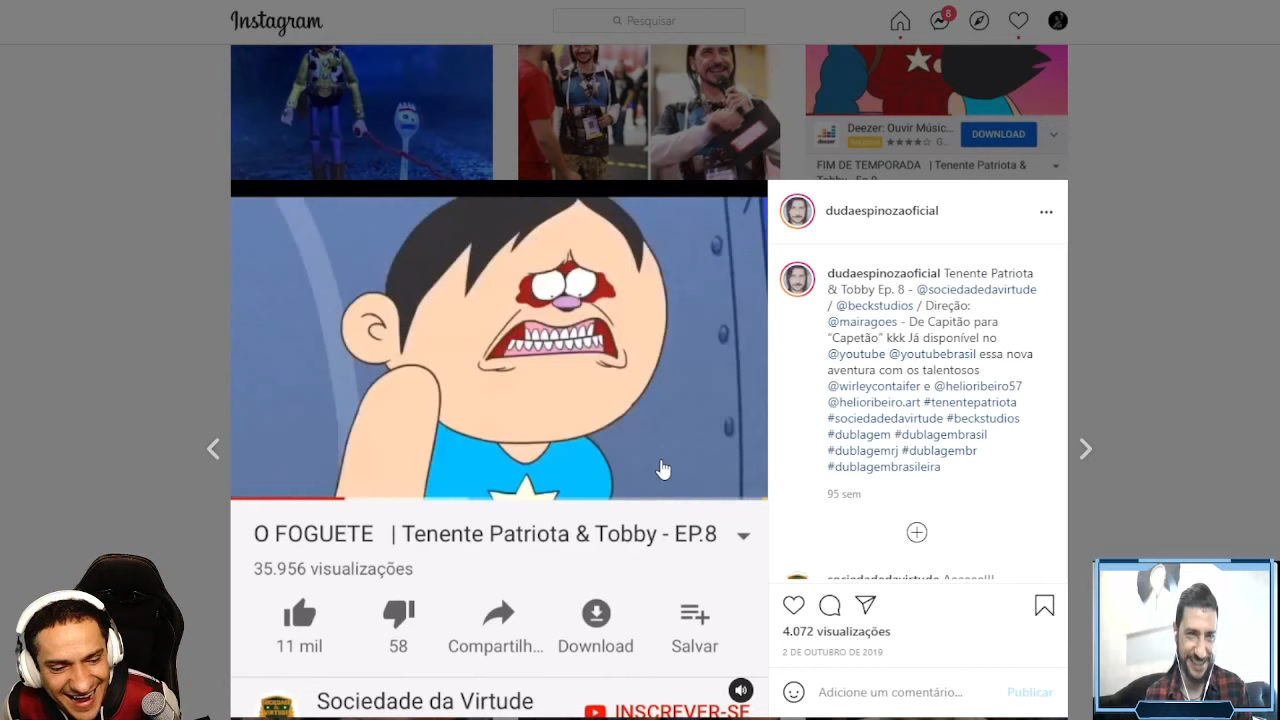 Instagram
Pesquisar
8
Deezer: Ouvir Músic...
G...
DOWNLOAD
FIM DE TEMPORADA | Tenente Patriota &
dudaespinozaoficial
dudaespinozaoficial Tenente Patriota
& Tobby Ep. 8 - @sociedadedavirtude
/ @beckstudios / Direção:
@mairagoes - De Capitão para
“Capetão” kkk Já disponível no
@youtube @youtubebrasil essa nova
aventura com os talentosos
@wirleycontaifer e @helioribeiro57
@helioribeiro.art #tenentepatriota
#sociedadedavirtude #beckstudios
#dublagem #dublagembrasil
#dublagemrj #dublagembr
#dublagembrasileira
95 sem
O FOGUETE | Tenente Patriota & Tobby - EP.8
35.956 visualizações
11 mil
58
Compartilh...
Download
Salvar
Sociedade da Virtude
INSCREVER-SE
4.072 visualizações
2 DE OUTUBRO DE 2019
Adicione um comentário...
Publicar